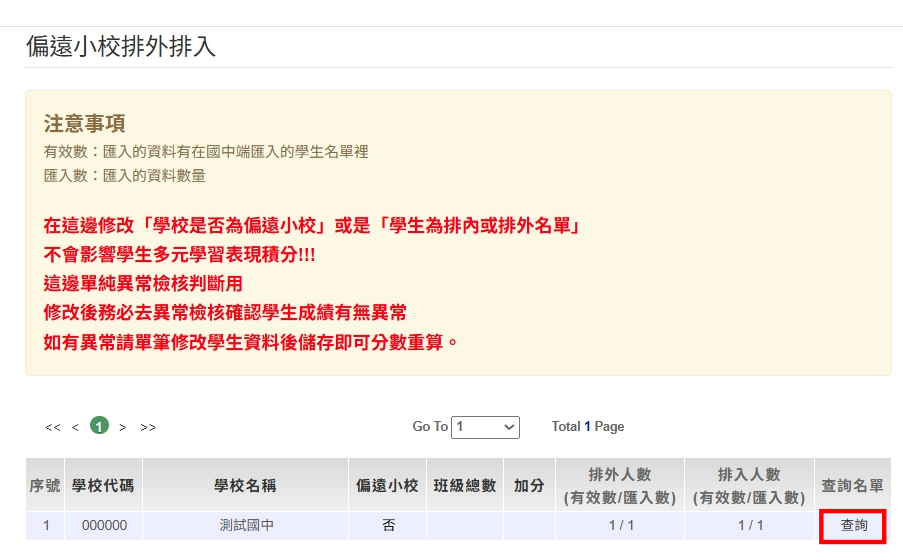 偏遠小校排外排入
注意事項
有效數：匯入的資料有在國中端匯入的學生名單裡
匯入數：匯入的資料數量
在這邊修改「學校是否為偏遠小校」或是「學生為排內或排外名單」
不會影響學生多元學習表現積分!!!
這邊單純異常檢核判斷用
修改後務必去異常檢核確認學生成績有無異常
如有異常請單筆修改學生資料後儲存即可分數重算。
<< < 1 > >> Go To 1 Total 1 Page
序號 學校代碼 學校名稱 偏遠小校 班級總數 加分 排外人數 排入人數 查詢名單
(有效數/匯入數) (有效數/匯入數)
1 000000 測試國中 否 1 / 1 1 / 1 查詢